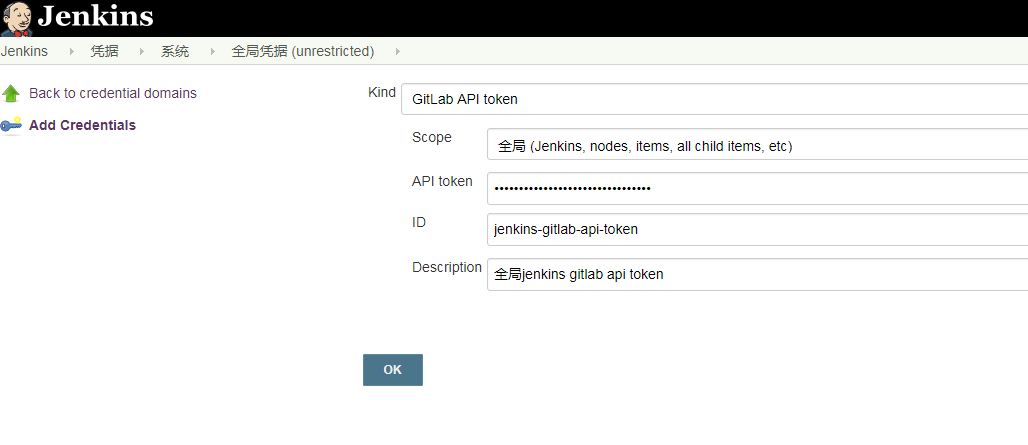 Jenkins
Jenkins 凭据 系统 全局凭据 (unrestricted)
Back to credential domains
Add Credentials
Kind GitLab API token
Scope 全局 (Jenkins, nodes, items, all child items, etc)
API token ••••••••••••••••••••••••••••••••
ID jenkins-gitlab-api-token
Description 全局jenkins gitlab api token
OK